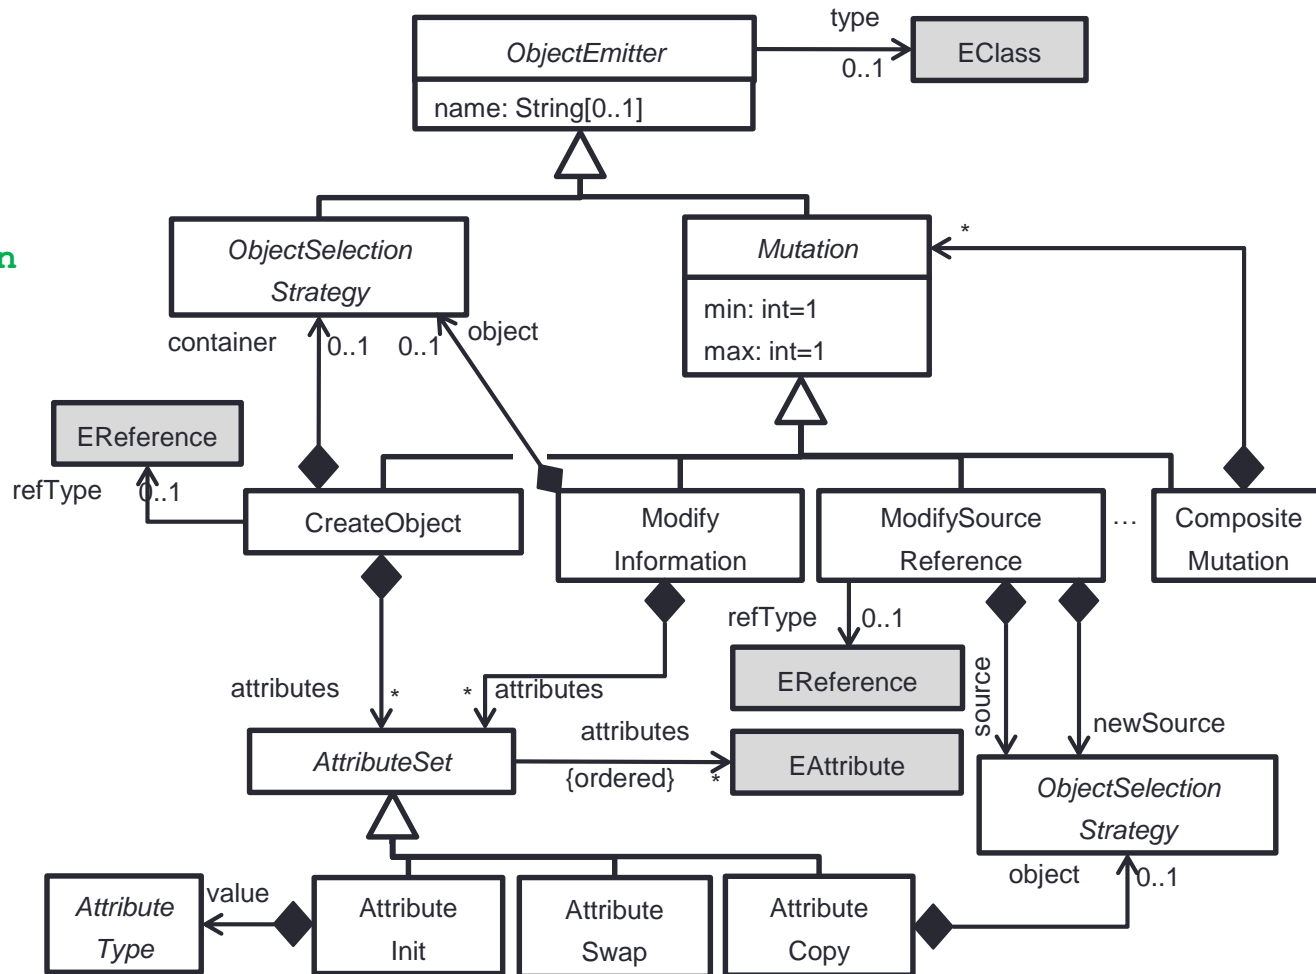 type
ObjectEmitter
EClass
0..1
name: String[0..1]
n
ObjectSelection
Strategy
Mutation
*
min: int=1
max: int=1
container
0..1
0..1
object
EReference
refType
0..1
CreateObject
Modify
Information
ModifySource
Reference
...
Composite
Mutation
refType
0..1
EReference
attributes
*
*
attributes
source
newSource
AttributeSet
attributes
{ordered}
*
EAttribute
ObjectSelection
Strategy
object
0..1
Attribute
Type
value
Attribute
Init
Attribute
Swap
Attribute
Copy